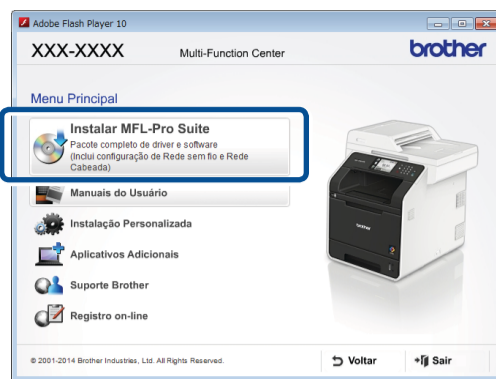 Adobe Flash Player 10
XXX-XXXX
Multi-Function Center
brother
Menu Principal
Instalar MFL-Pro Suite
Pacote completo de driver e software
(Inclui configuração de Rede sem fio e Rede
Cabeada)
Manuais do Usuário
Instalação Personalizada
Aplicativos Adicionais
Suporte Brother
Registro on-line
© 2001-2014 Brother Industries, Ltd. All Rights Reserved.
Voltar
Sair